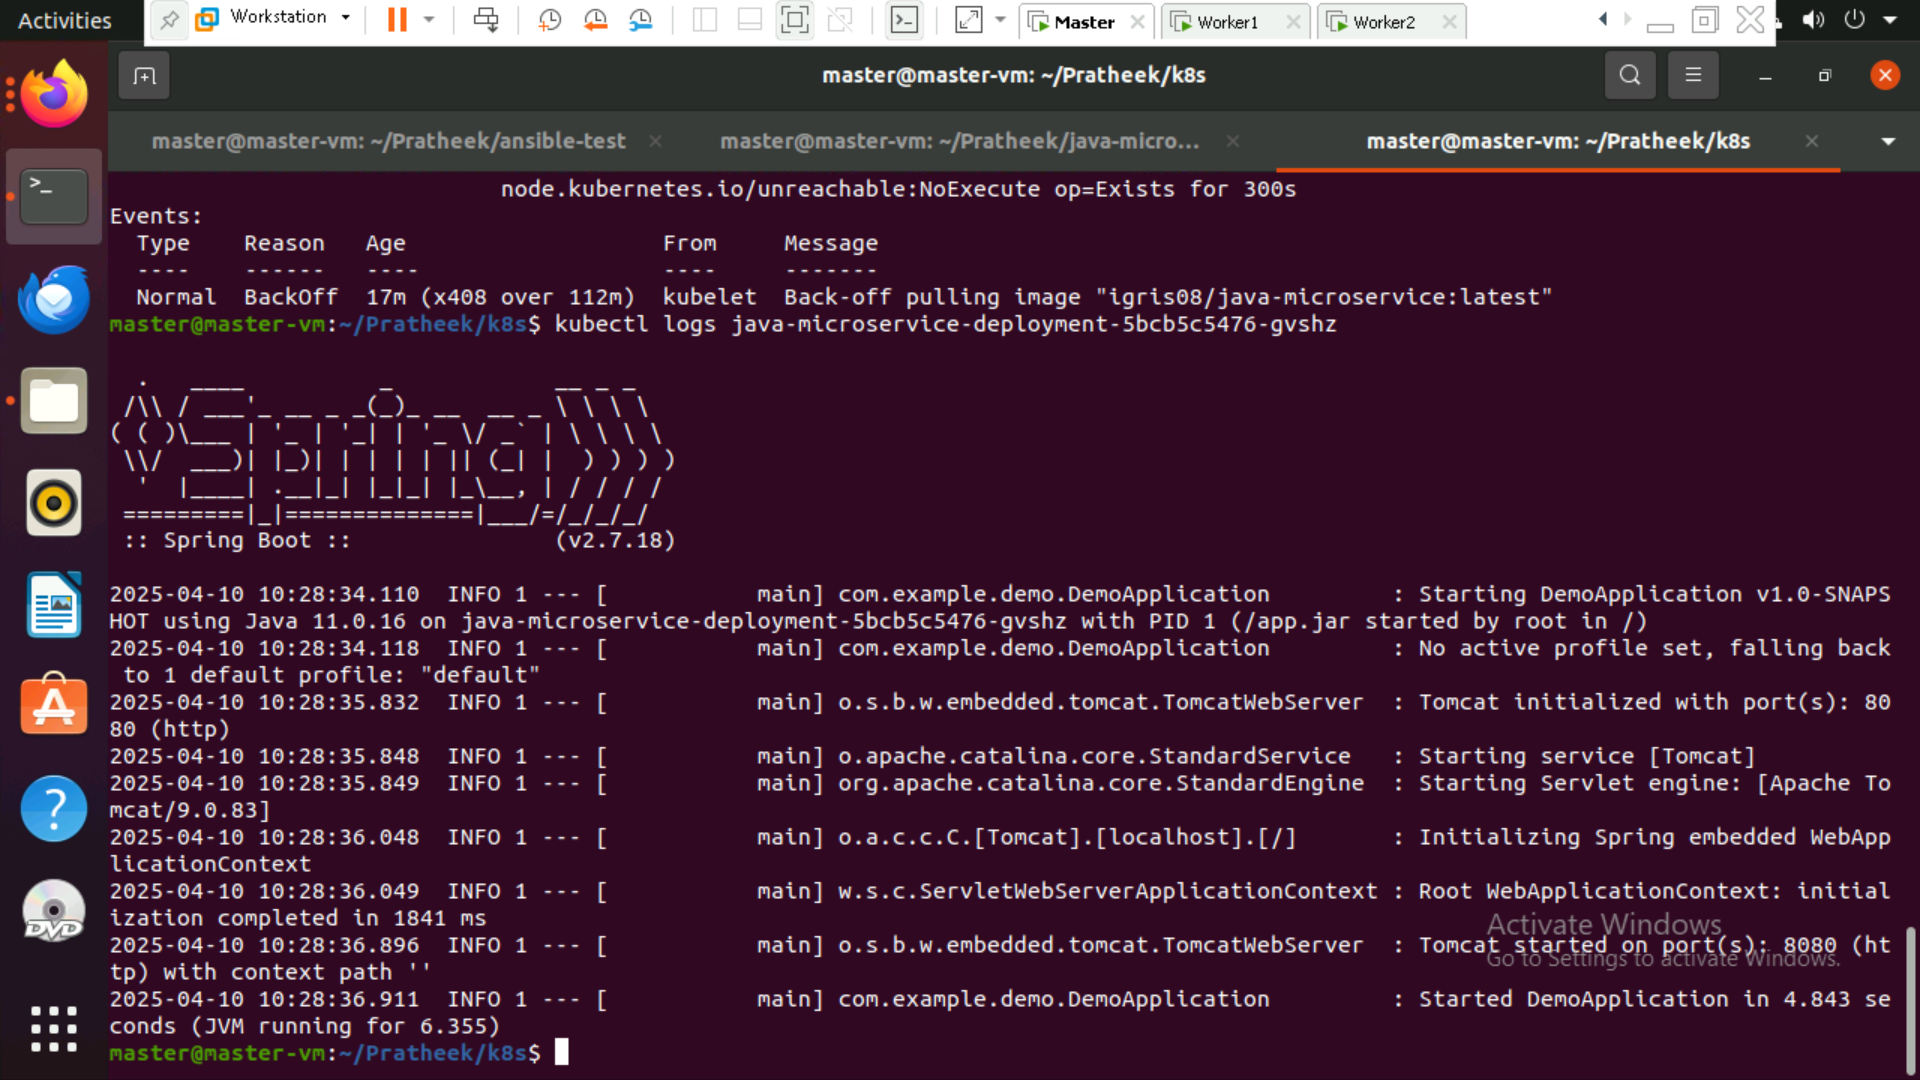 Activities
Workstation
Master
Worker1
Worker2
master@master-vm: ~/Pratheek/k8s
master@master-vm: ~/Pratheek/ansible-test
master@master-vm: ~/Pratheek/java-micro...
master@master-vm: ~/Pratheek/k8s
node.kubernetes.io/unreachable:NoExecute op=Exists for 300s
Events:
  Type    Reason   Age                    From     Message
  ----    ------   ----                   ----     -------
  Normal  BackOff  17m (x408 over 112m)  kubelet  Back-off pulling image "igris08/java-microservice:latest"
master@master-vm:~/Pratheek/k8s$ kubectl logs java-microservice-deployment-5bcb5c5476-gvshz
  .   ____          _            __ _ _
 /\\ / ___'_ __ _ _(_)_ __  __ _ \ \ \ \
( ( )\___ | '_ | '_| | '_ \/ _` | \ \ \ \
 \\/  ___)| |_)| | | | | || (_| |  ) ) ) )
  '  |____| .__|_| |_|_| |_\__, | / / / /
 =========|_|==============|___/=/_/_/_/
 :: Spring Boot ::               (v2.7.18)
2025-04-10 10:28:34.110  INFO 1 --- [           main] com.example.demo.DemoApplication         : Starting DemoApplication v1.0-SNAPS
HOT using Java 11.0.16 on java-microservice-deployment-5bcb5c5476-gvshz with PID 1 (/app.jar started by root in /)
2025-04-10 10:28:34.118  INFO 1 --- [           main] com.example.demo.DemoApplication         : No active profile set, falling back
 to 1 default profile: "default"
2025-04-10 10:28:35.832  INFO 1 --- [           main] o.s.b.w.embedded.tomcat.TomcatWebServer  : Tomcat initialized with port(s): 80
80 (http)
2025-04-10 10:28:35.848  INFO 1 --- [           main] o.apache.catalina.core.StandardService   : Starting service [Tomcat]
2025-04-10 10:28:35.849  INFO 1 --- [           main] org.apache.catalina.core.StandardEngine  : Starting Servlet engine: [Apache To
mcat/9.0.83]
2025-04-10 10:28:36.048  INFO 1 --- [           main] o.a.c.c.C.[Tomcat].[localhost].[/]       : Initializing Spring embedded WebApp
licationContext
2025-04-10 10:28:36.049  INFO 1 --- [           main] w.s.c.ServletWebServerApplicationContext : Root WebApplicationContext: initial
ization completed in 1841 ms
2025-04-10 10:28:36.896  INFO 1 --- [           main] o.s.b.w.embedded.tomcat.TomcatWebServer  : Tomcat started on port(s): 8080 (ht
tp) with context path ''
2025-04-10 10:28:36.911  INFO 1 --- [           main] com.example.demo.DemoApplication         : Started DemoApplication in 4.843 se
conds (JVM running for 6.355)
master@master-vm:~/Pratheek/k8s$
Activate Windows
Go to Settings to activate Windows.
DVD